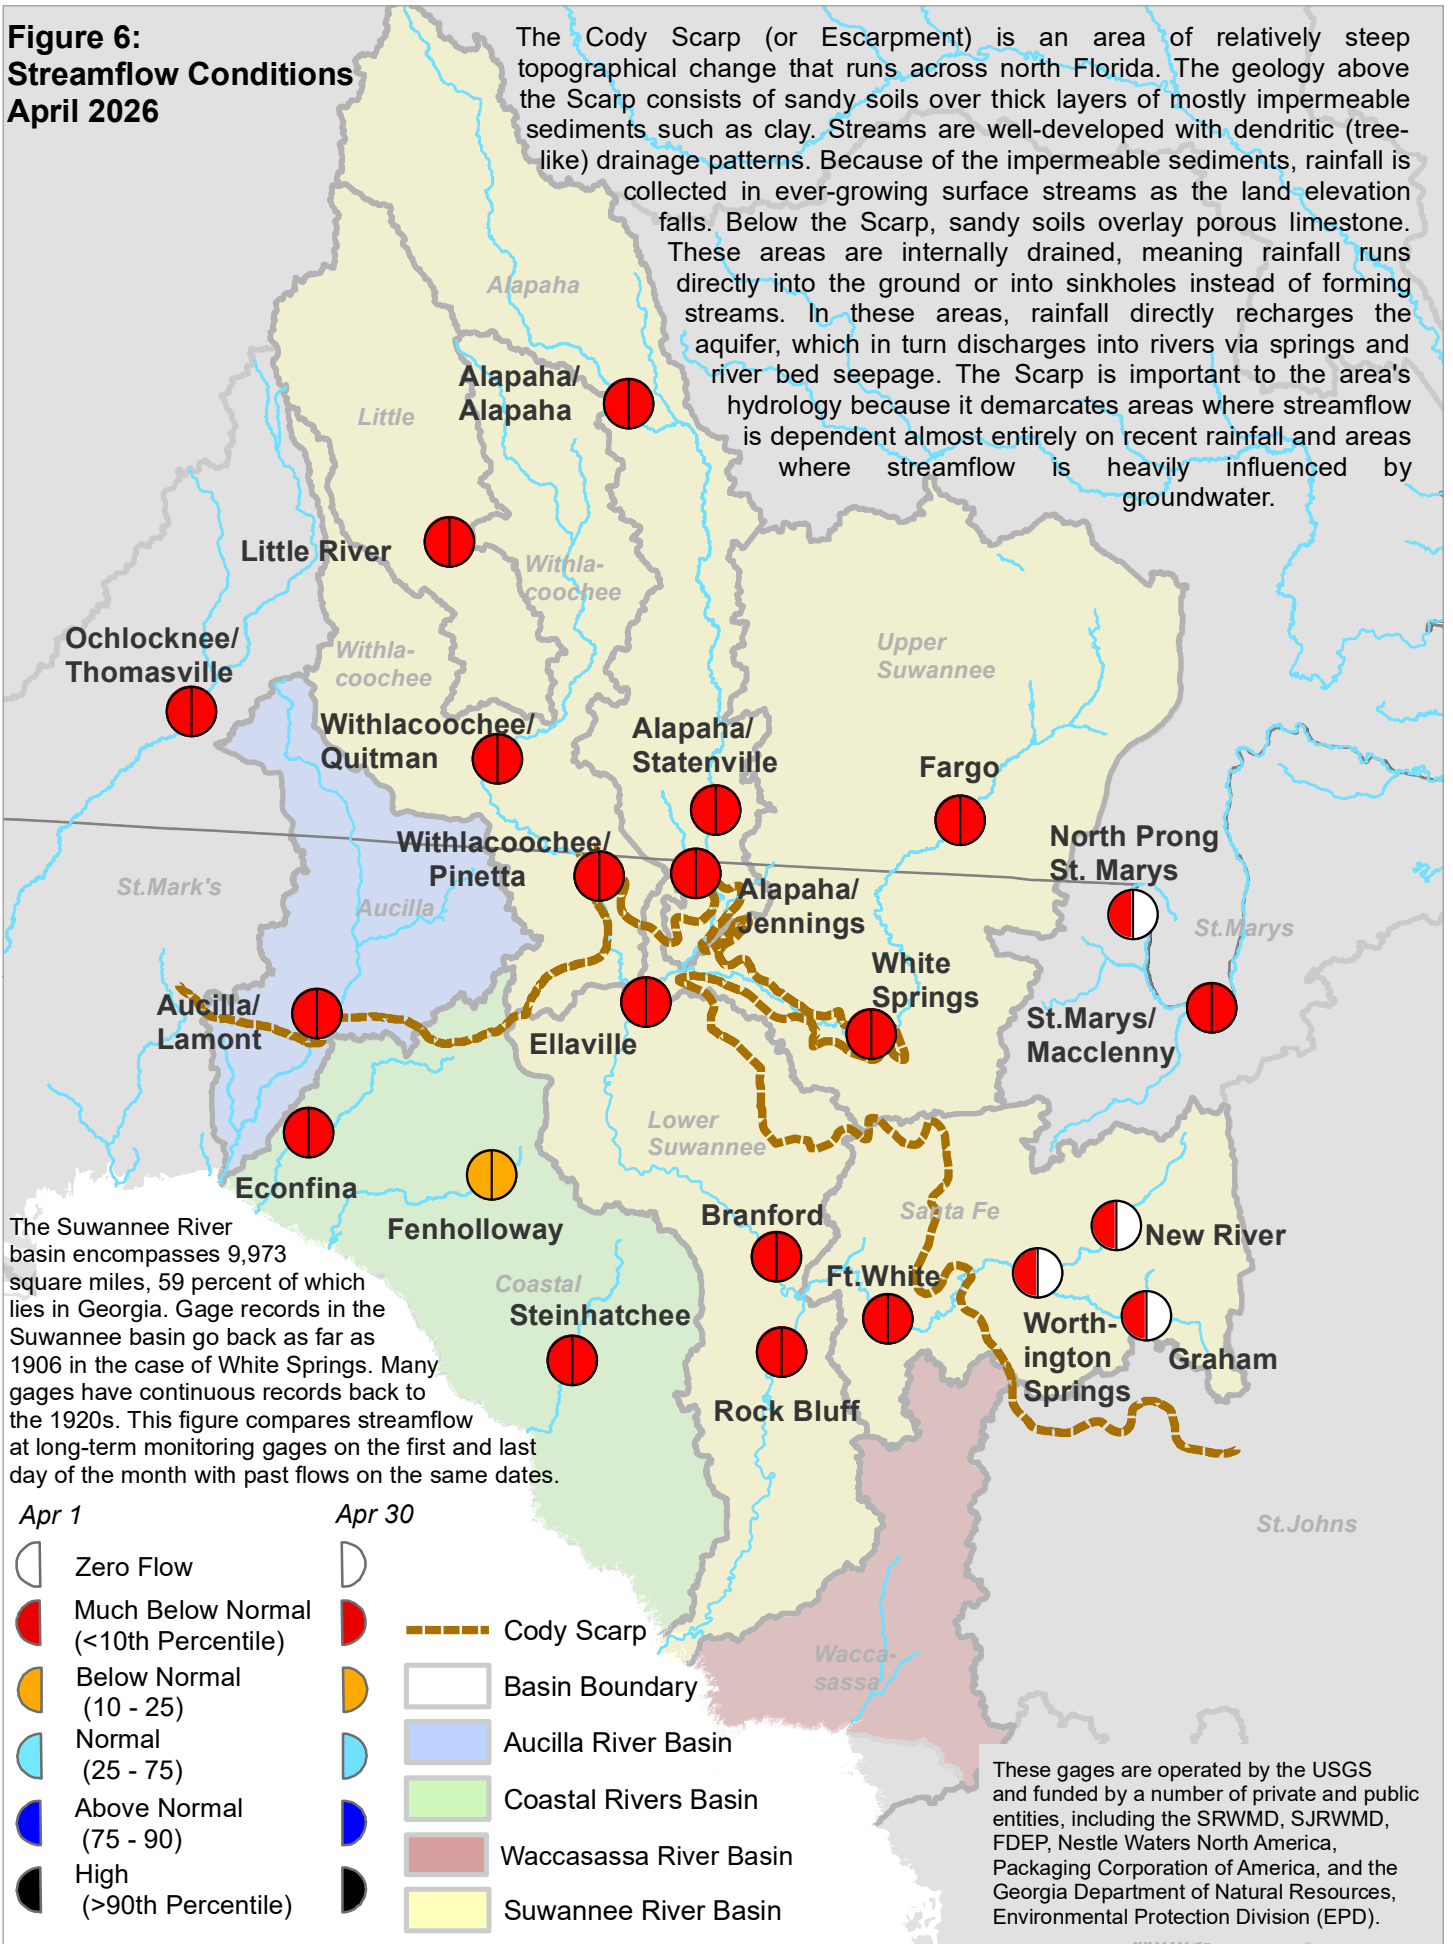 Figure 6:
Streamflow Conditions
April 2026
The Cody Scarp (or Escarpment) is an area of relatively steep
topographical change that runs across north Florida. The geology above
the Scarp consists of sandy soils over thick layers of mostly impermeable
sediments such as clay. Streams are well-developed with dendritic (tree-
like) drainage patterns. Because of the impermeable sediments, rainfall is
collected in ever-growing surface streams as the land elevation
falls. Below the Scarp, sandy soils overlay porous limestone.
These areas are internally drained, meaning rainfall runs
directly into the ground or into sinkholes instead of forming
streams. In these areas, rainfall directly recharges the
aquifer, which in turn discharges into rivers via springs and
river bed seepage. The Scarp is important to the area's
hydrology because it demarcates areas where streamflow
is dependent almost entirely on recent rainfall and areas
where streamflow is heavily influenced by
groundwater.
Alapaha
Alapaha/
Alapaha
Little
Little River
Withla-
coochee
Ochlocknee/
Thomasville
Withla-
coochee
Upper
Suwannee
Withlacoochee/
Quitman
Alapaha/
Statenville
Fargo
North Prong
St. Marys
Withlacoochee/
Pinetta
St.Mark's
Aucilla
Alapaha/
Jennings
St.Marys
White
Springs
Aucilla/
Lamont
Ellaville
St.Marys/
Macclenny
Lower
Suwannee
Econfina
Fenholloway
Branford
Santa Fe
New River
Ft.White
Coastal
Steinhatchee
Worth-
ington
Springs
Graham
Rock Bluff
The Suwannee River
basin encompasses 9,973
square miles, 59 percent of which
lies in Georgia. Gage records in the
Suwannee basin go back as far as
1906 in the case of White Springs. Many
gages have continuous records back to
the 1920s. This figure compares streamflow
at long-term monitoring gages on the first and last
day of the month with past flows on the same dates.
St.Johns
Wacca-
sassa
Apr 1
Apr 30
Zero Flow
Much Below Normal
(<10th Percentile)
Below Normal
(10 - 25)
Normal
(25 - 75)
Above Normal
(75 - 90)
High
(>90th Percentile)
Cody Scarp
Basin Boundary
Aucilla River Basin
Coastal Rivers Basin
Waccasassa River Basin
Suwannee River Basin
These gages are operated by the USGS
and funded by a number of private and public
entities, including the SRWMD, SJRWMD,
FDEP, Nestle Waters North America,
Packaging Corporation of America, and the
Georgia Department of Natural Resources,
Environmental Protection Division (EPD).